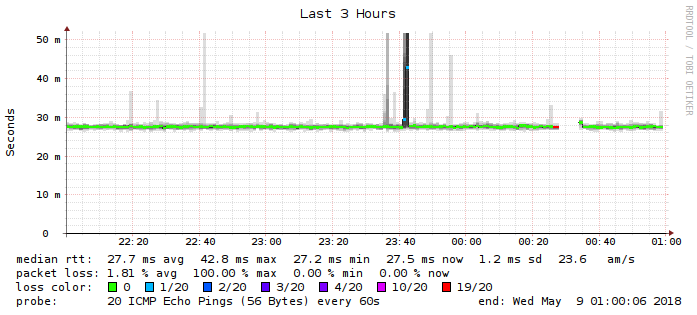 Last 3 Hours
RRDTOOL / TOBI OETIKER
Seconds
50 m
40 m
30 m
20 m
10 m
0
22:20 22:40 23:00 23:20 23:40 00:00 00:20 00:40 01:00
median rtt: 27.7 ms avg 42.8 ms max 27.2 ms min 27.5 ms now 1.2 ms sd 23.6 am/s
packet loss: 1.81 % avg 100.00 % max 0.00 % min 0.00 % now
loss color: 0 1/20 2/20 3/20 4/20 10/20 19/20
probe: 20 ICMP Echo Pings (56 Bytes) every 60s end: Wed May 9 01:00:06 2018